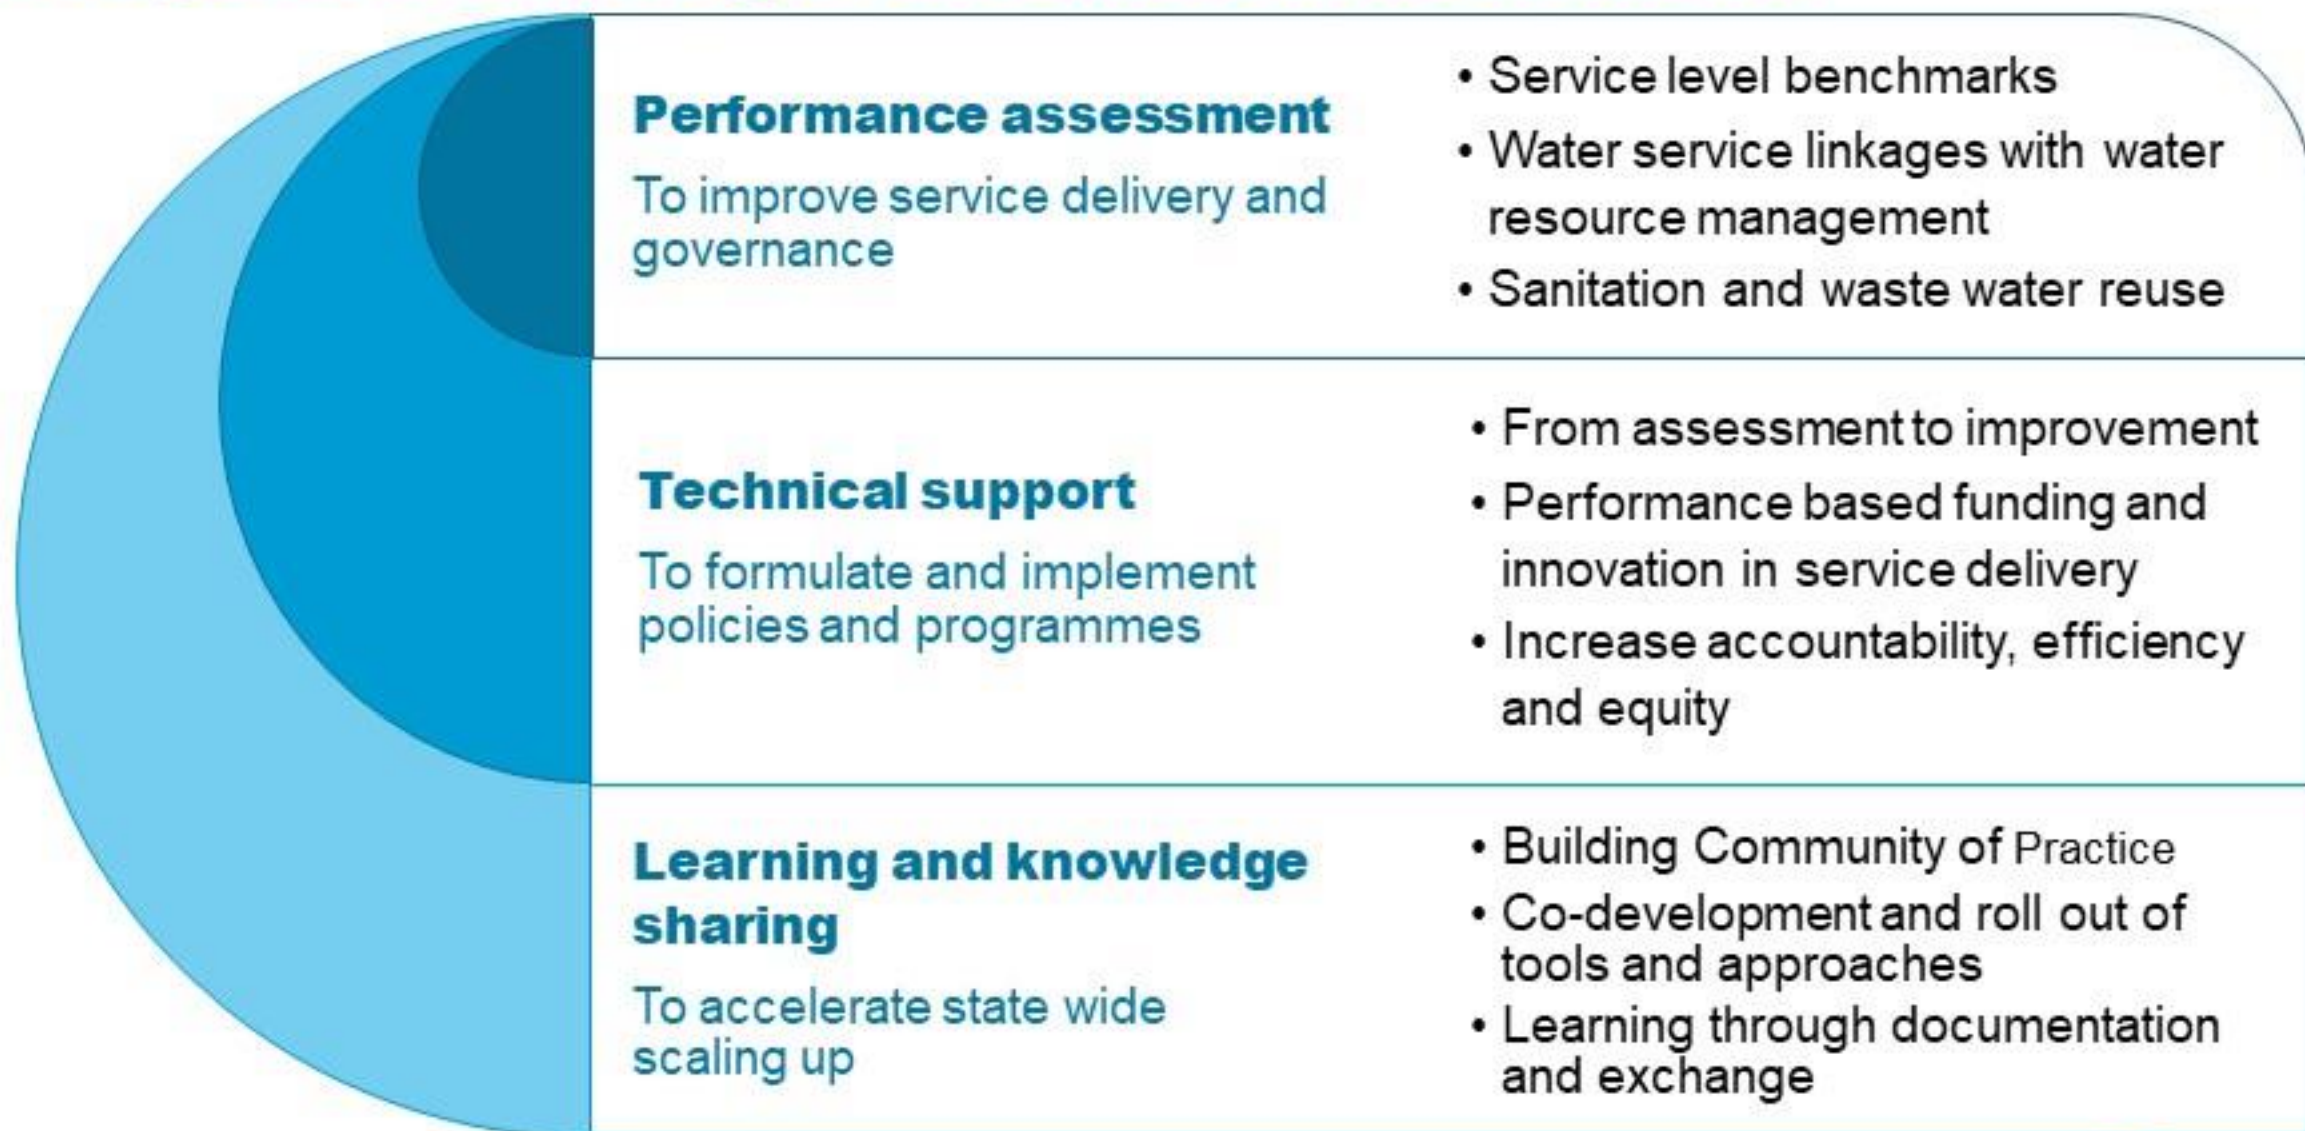 Performance assessment
To improve service delivery and
governance
• Service level benchmarks
• Water service linkages with water
resource management
• Sanitation and waste water reuse
Technical support
To formulate and implement
policies and programmes
• From assessment to improvement
• Performance based funding and
innovation in service delivery
• Increase accountability, efficiency
and equity
Learning and knowledge
sharing
To accelerate state wide
scaling up
• Building Community of Practice
• Co-development and roll out of
tools and approaches
• Learning through documentation
and exchange